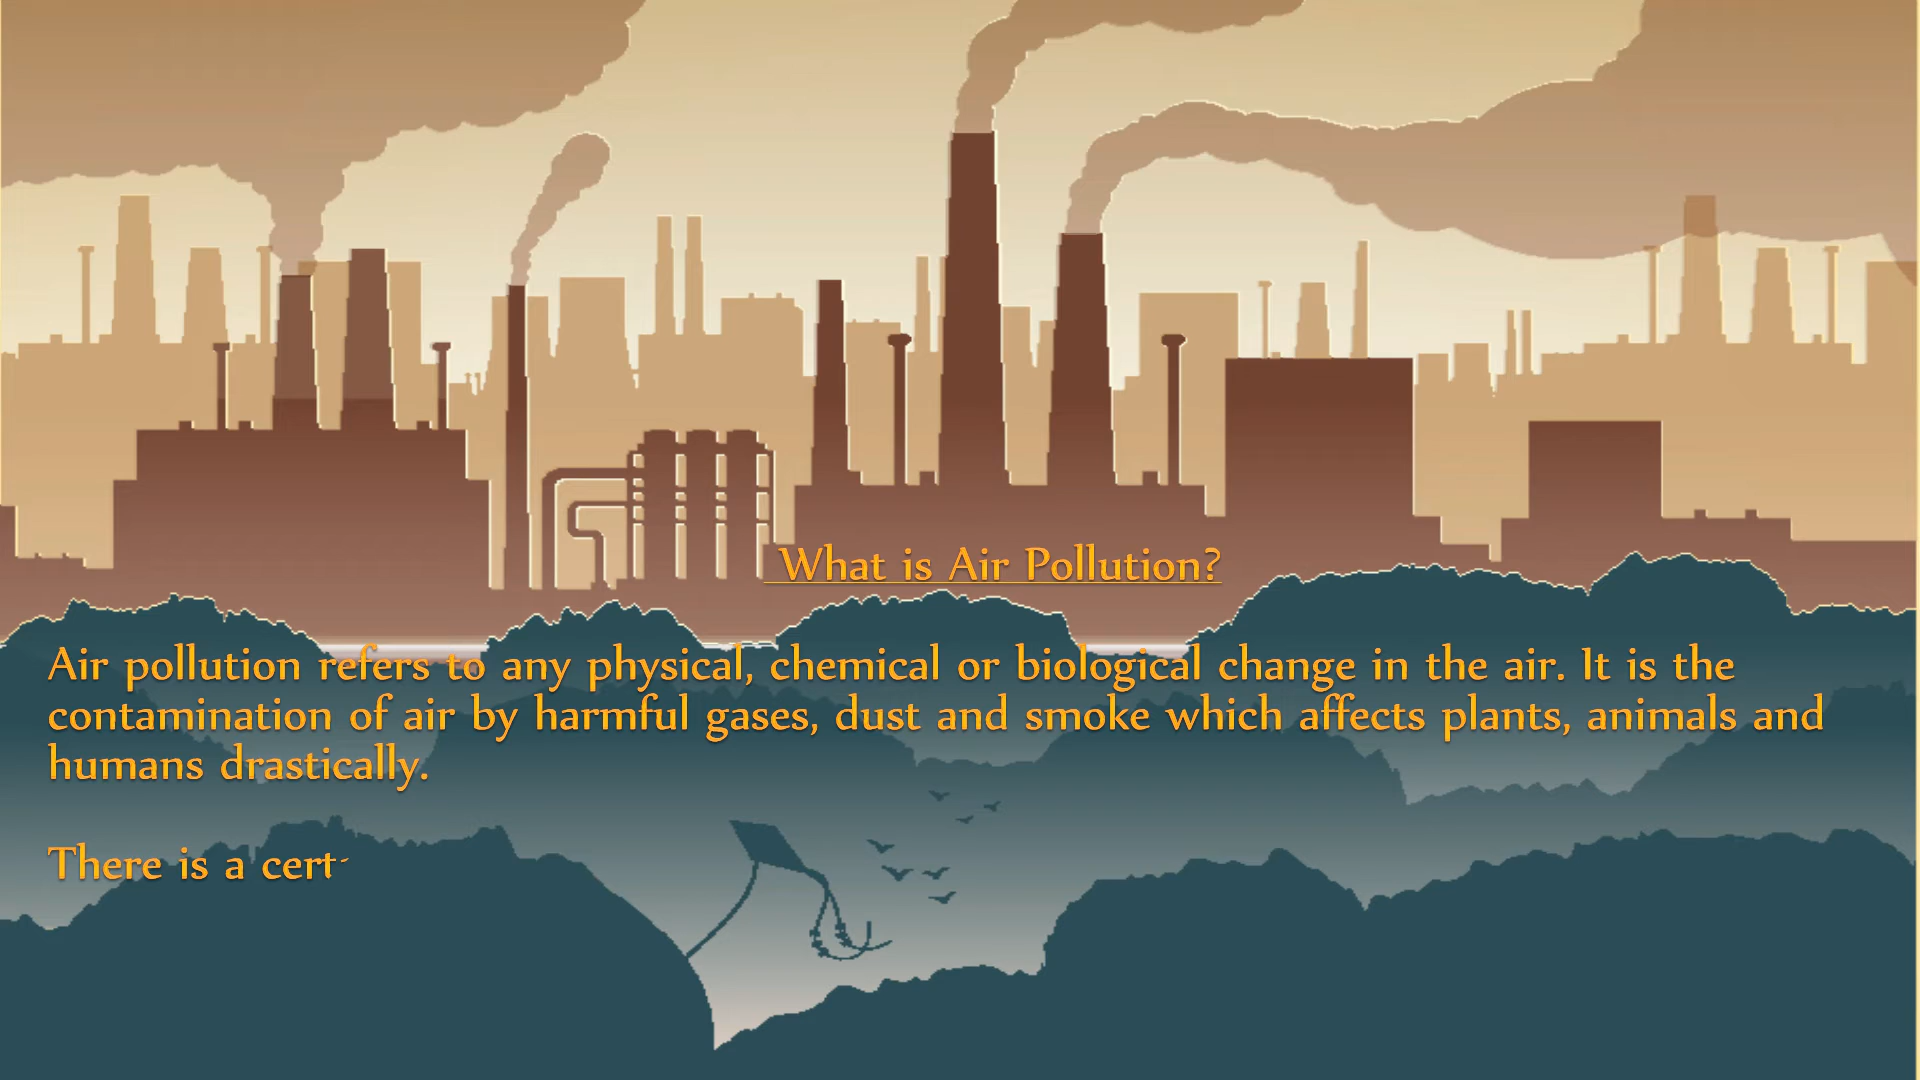 What is Air Pollution?
Air pollution refers to any physical, chemical or biological change in the air. It is the
contamination of air by harmful gases, dust and smoke which affects plants, animals and
humans drastically.
There is a cert